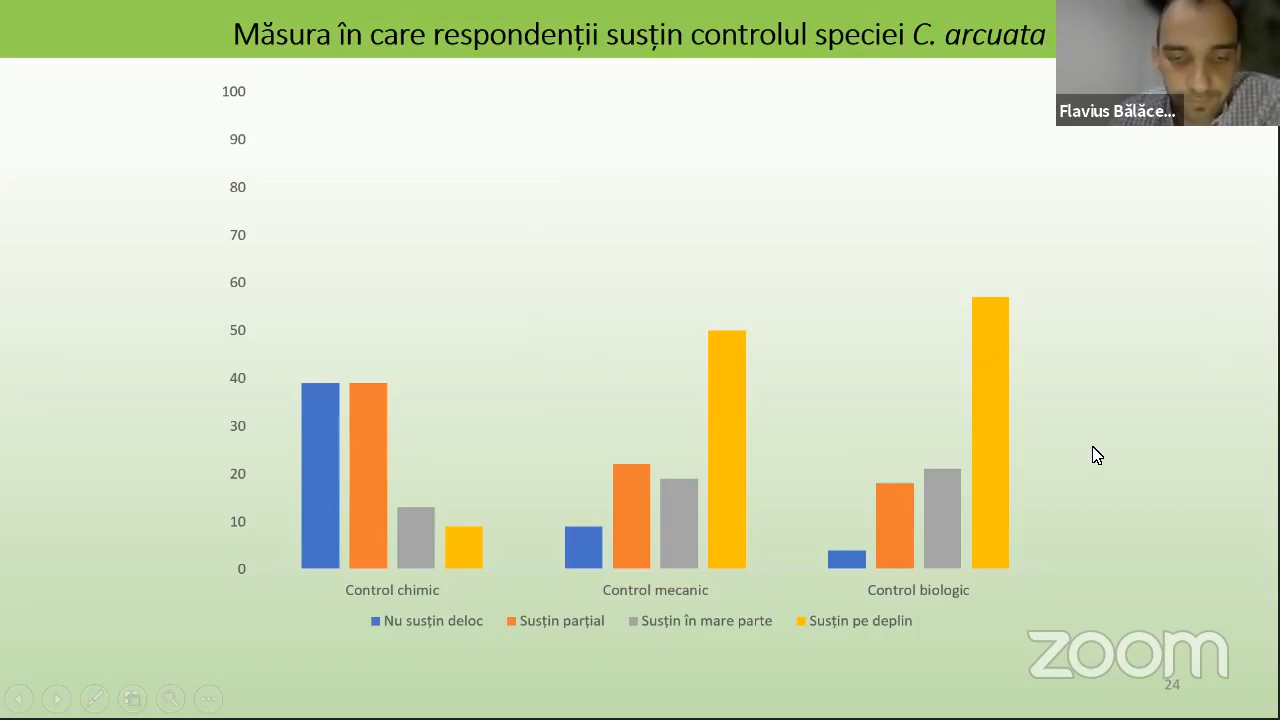 Măsura în care respondenții susțin controlul speciei C. arcuata
Flavius Bălăce...
100
90
80
70
60
50
40
30
20
10
0
Control chimic
Control mecanic
Control biologic
Nu susțin deloc
Susțin parțial
Susțin în mare parte
Susțin pe deplin
zoom
24